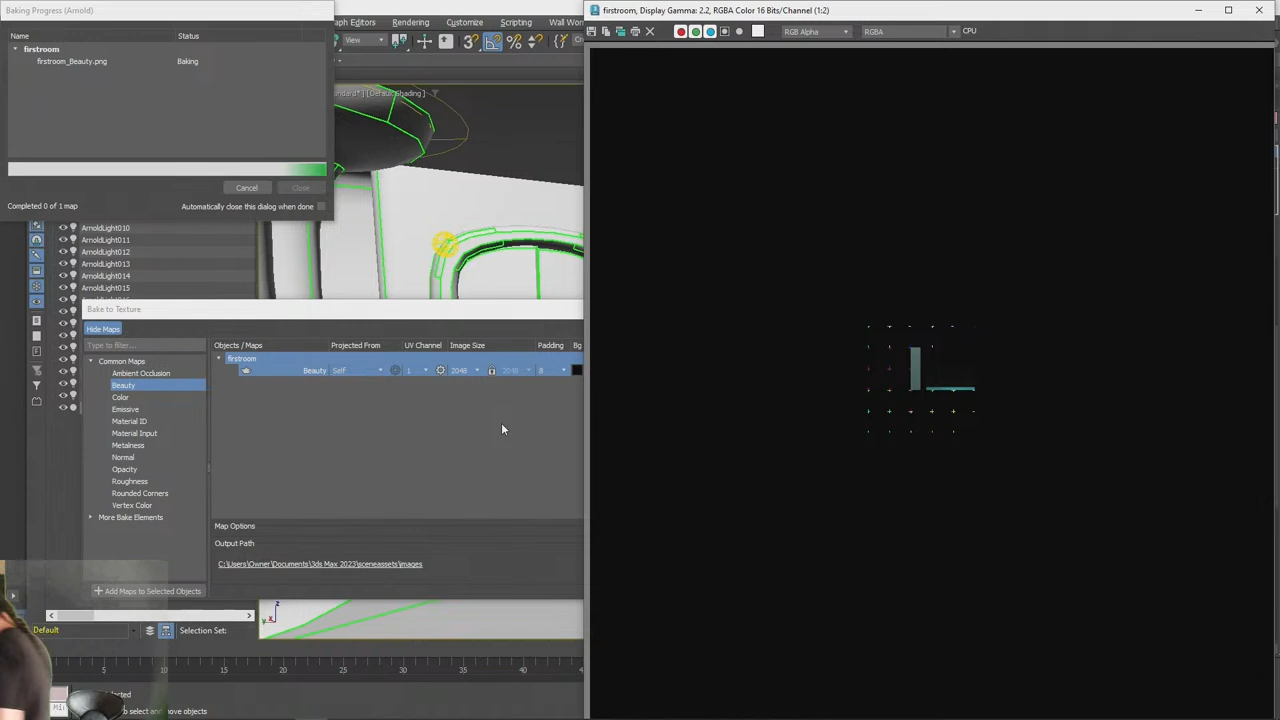 Baking Progress (Arnold)
Name Status
firstroom
firstroom_Beauty.png Baking
Cancel Close
Completed 0 of 1 map Automatically close this dialog when done
Graph Editors Rendering Customize Scripting
View
[Default Shading]
ArnoldLight010
ArnoldLight011
ArnoldLight012
ArnoldLight013
ArnoldLight014
ArnoldLight015
Bake to Texture
Hide Maps
Type to filter...
Objects / Maps Projected From UV Channel Image Size Padding
Common Maps
Ambient Occlusion
Beauty
Color
Emissive
Material ID
Material Input
Metalness
Normal
Opacity
Roughness
Rounded Corners
Vertex Color
More Bake Elements
Add Maps to Selected Objects
firstroom
Beauty Self 1 2048 2048 8
Map Options
Output Path
C:\Users\Owner\Documents\3ds Max 2023\sceneassets\images
Default Selection Set:
5 10 15 20 25 30 35 40
firstroom, Display Gamma: 2.2, RGBA Color 16 Bits/Channel (1:2)
RGB Alpha RGBA CPU